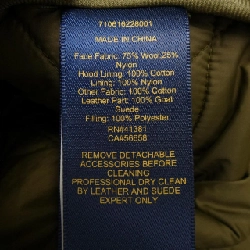 710616228001
MADE IN CHINA
Face Fabric: 75% Wool,25%
Nylon
Hood Lining: 100% Cotton
Lining: 100% Nylon
Other Fabric: 100% Cotton
Leather Part: 100% Goat
Suede
Filling: 100% Polyester
RN#41381
CA#56658
REMOVE DETACHABLE
ACCESSORIES BEFORE
CLEANING
PROFESSIONAL DRY CLEAN
BY LEATHER AND SUEDE
EXPERT ONLY